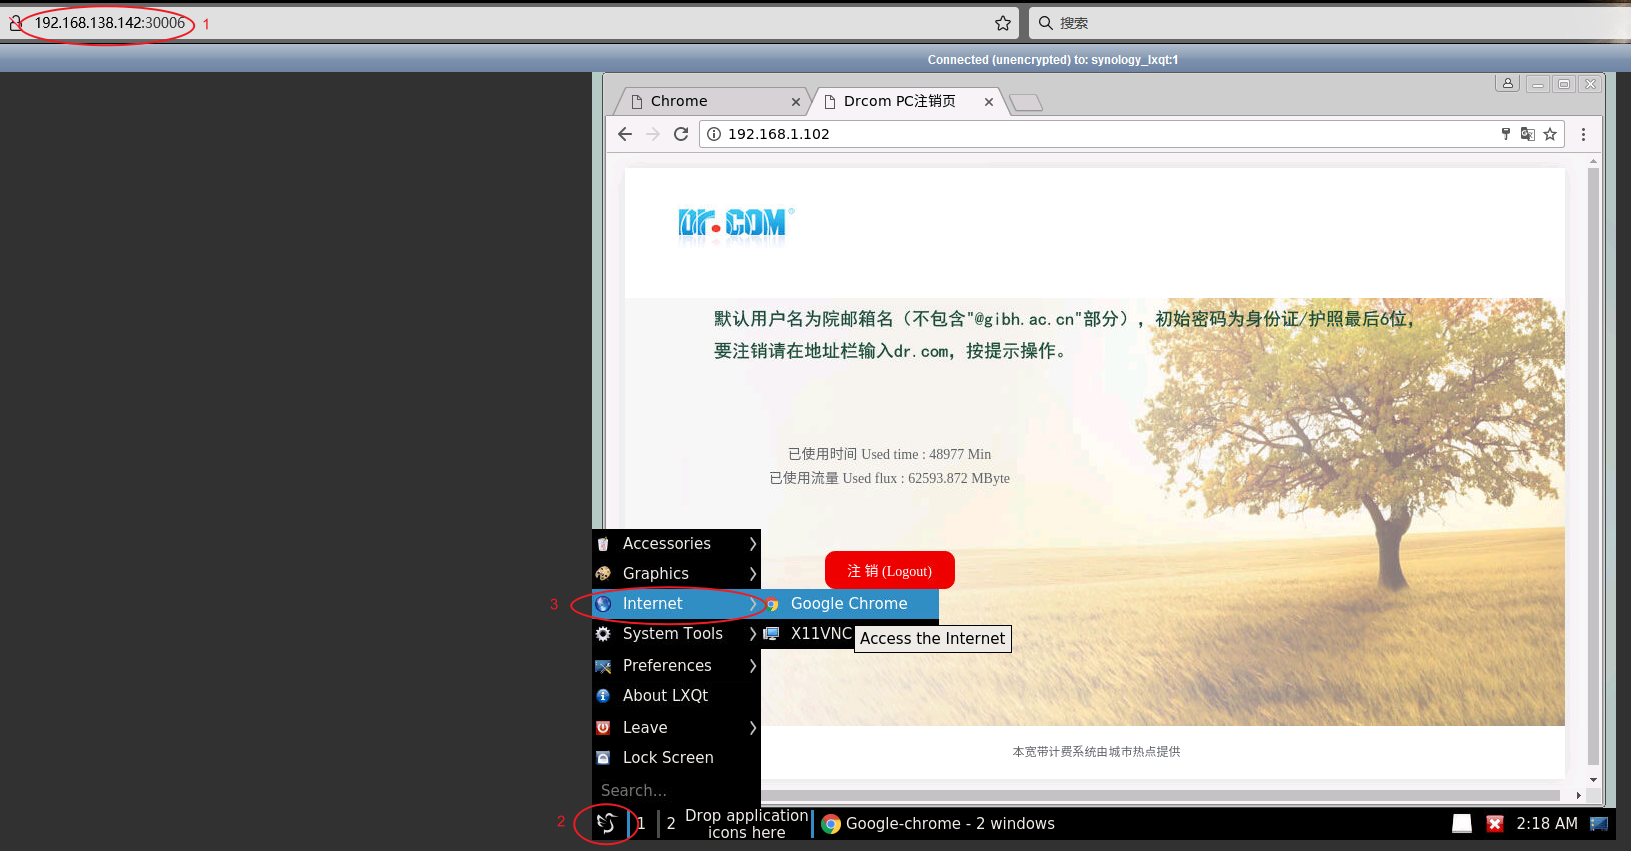 192.168.138.142:30006
1
搜索
Connected (unencrypted) to: synology_lxqt:1
Chrome
Drcom PC注销页
192.168.1.102
Dr.COM®
默认用户名为院邮箱名（不包含"@gibh.ac.cn"部分），初始密码为身份证/护照最后6位，
要注销请在地址栏输入dr.com，按提示操作。
已使用时间 Used time : 48977 Min
已使用流量 Used flux : 62593.872 MByte
注 销 (Logout)
Accessories
Graphics
3
Internet
Google Chrome
System Tools
X11VNC
Access the Internet
Preferences
About LXQt
Leave
Lock Screen
本宽带计费系统由城市热点提供
Search...
2
1
2
Drop application
icons here
Google-chrome - 2 windows
2:18 AM